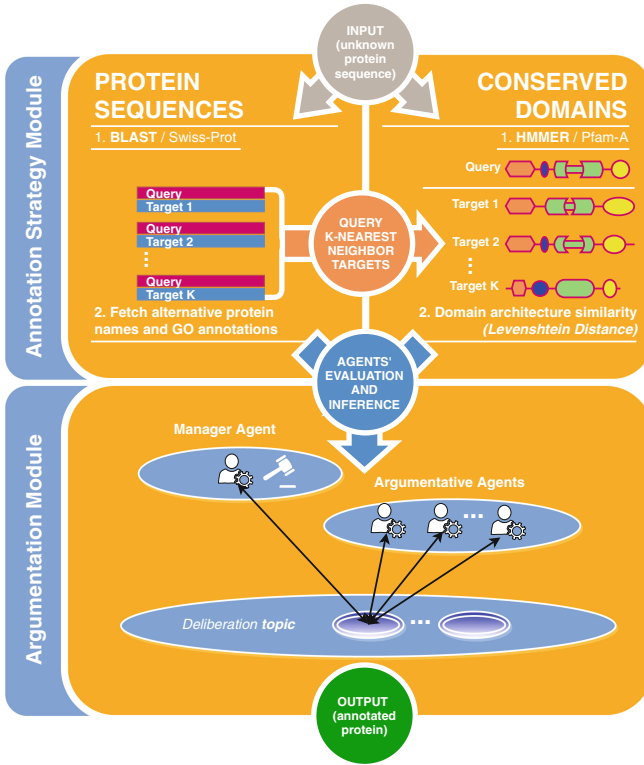 INPUT
(unknown
protein
sequence)
Annotation Strategy Module
PROTEIN
SEQUENCES
1. BLAST / Swiss-Prot
Query
Target 1
Query
Target 2
⋮
Query
Target K
2. Fetch alternative protein
names and GO annotations
QUERY
K-NEAREST
NEIGHBOR
TARGETS
CONSERVED
DOMAINS
1. HMMER / Pfam-A
Query
Target 1
Target 2
⋮
Target K
2. Domain architecture similarity
(Levenshtein Distance)
AGENTS'
EVALUATION
AND
INFERENCE
Argumentation Module
Manager Agent
Argumentative Agents
...
Deliberation topic
...
OUTPUT
(annotated
protein)